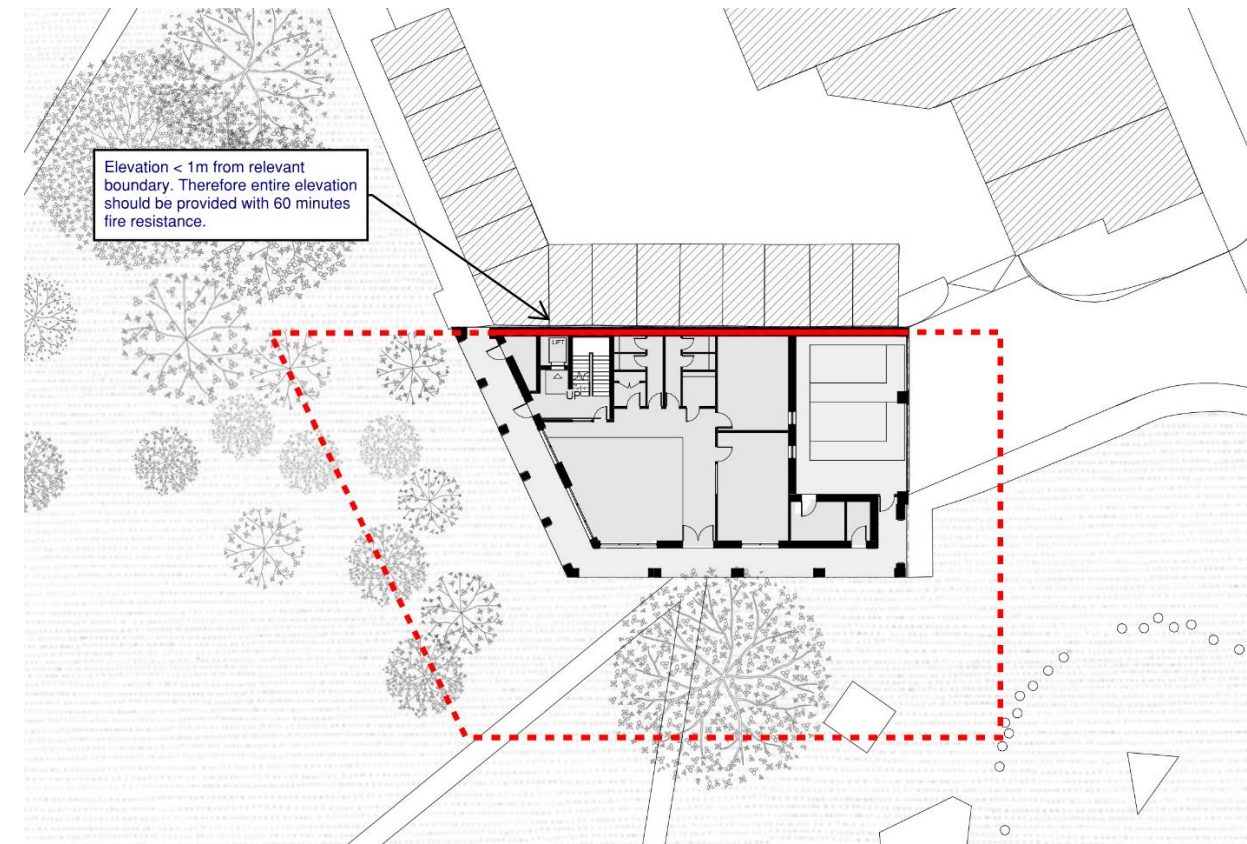 Elevation < 1m from relevant
boundary. Therefore entire elevation
should be provided with 60 minutes
fire resistance.
LIFT
UP